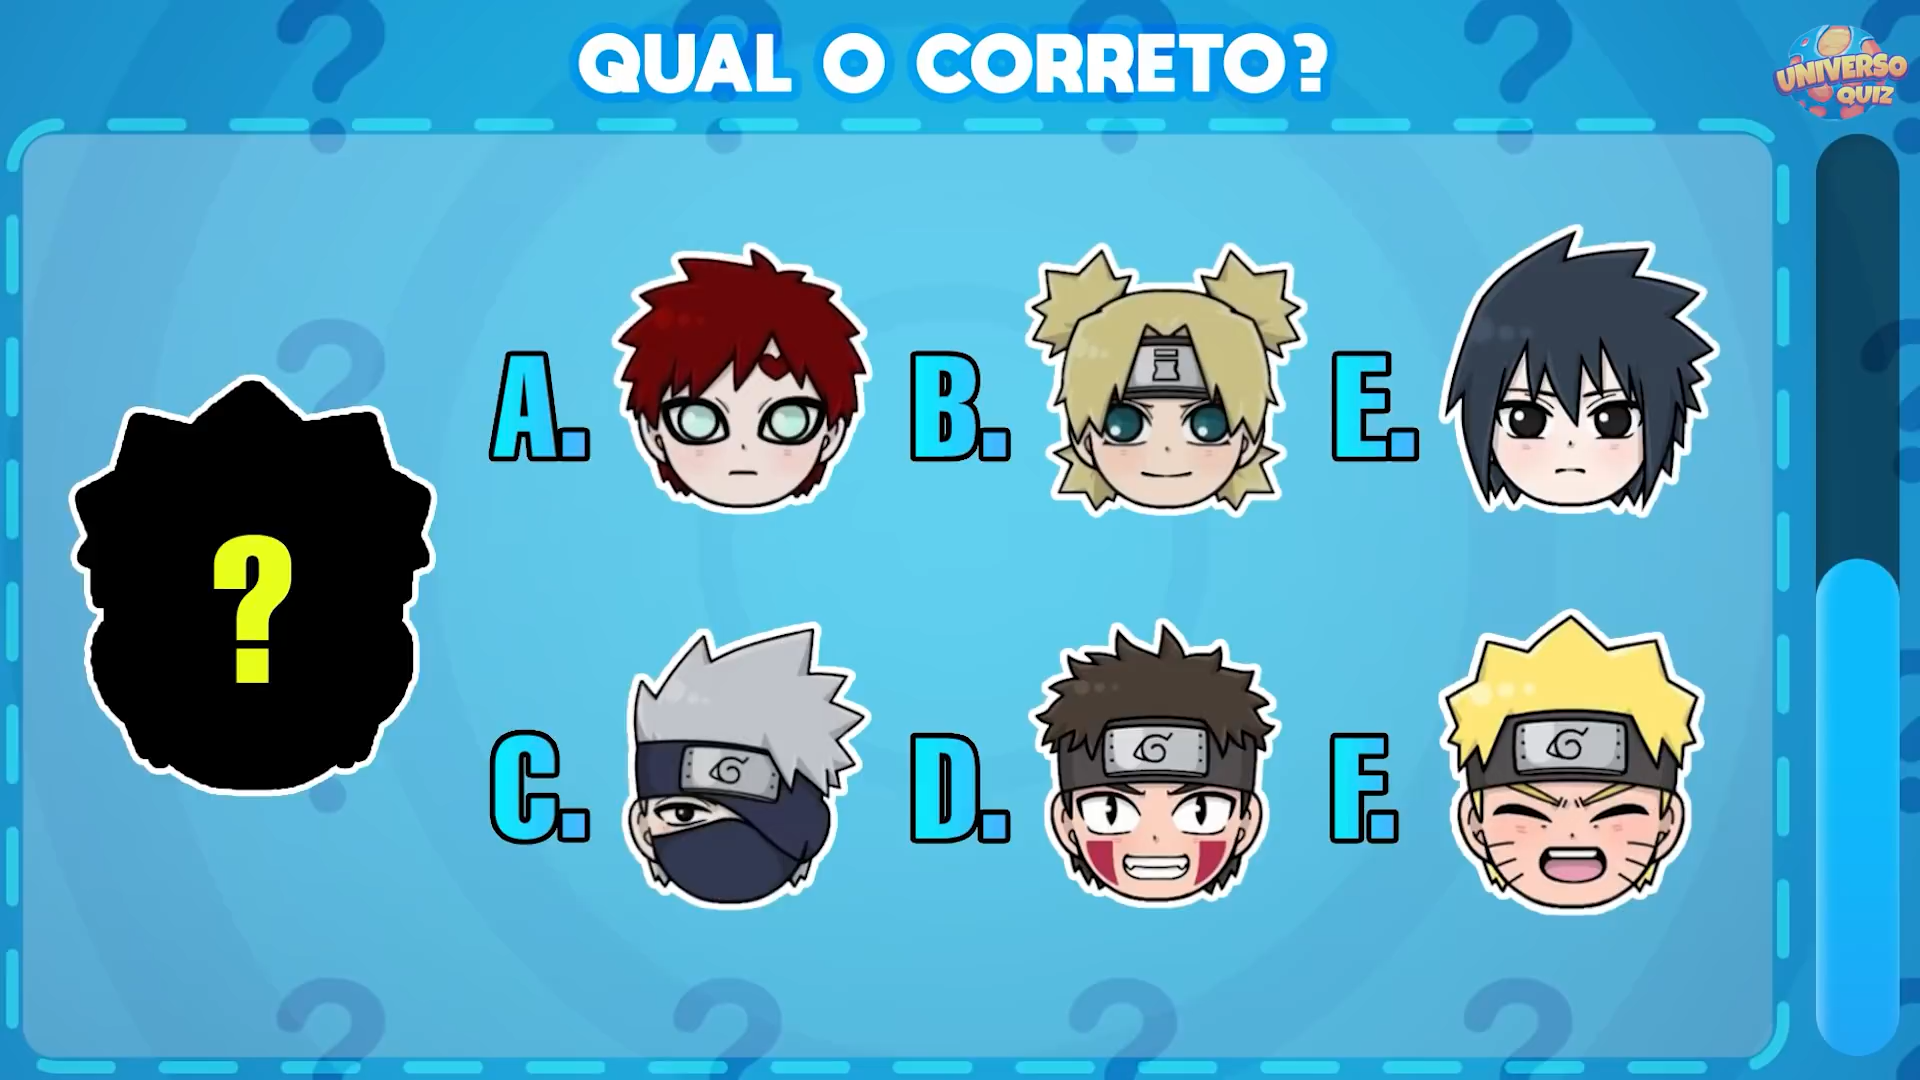 QUAL O CORRETO?
UNIVERSO
QUIZ
A.
B.
E.
?
C.
D.
F.